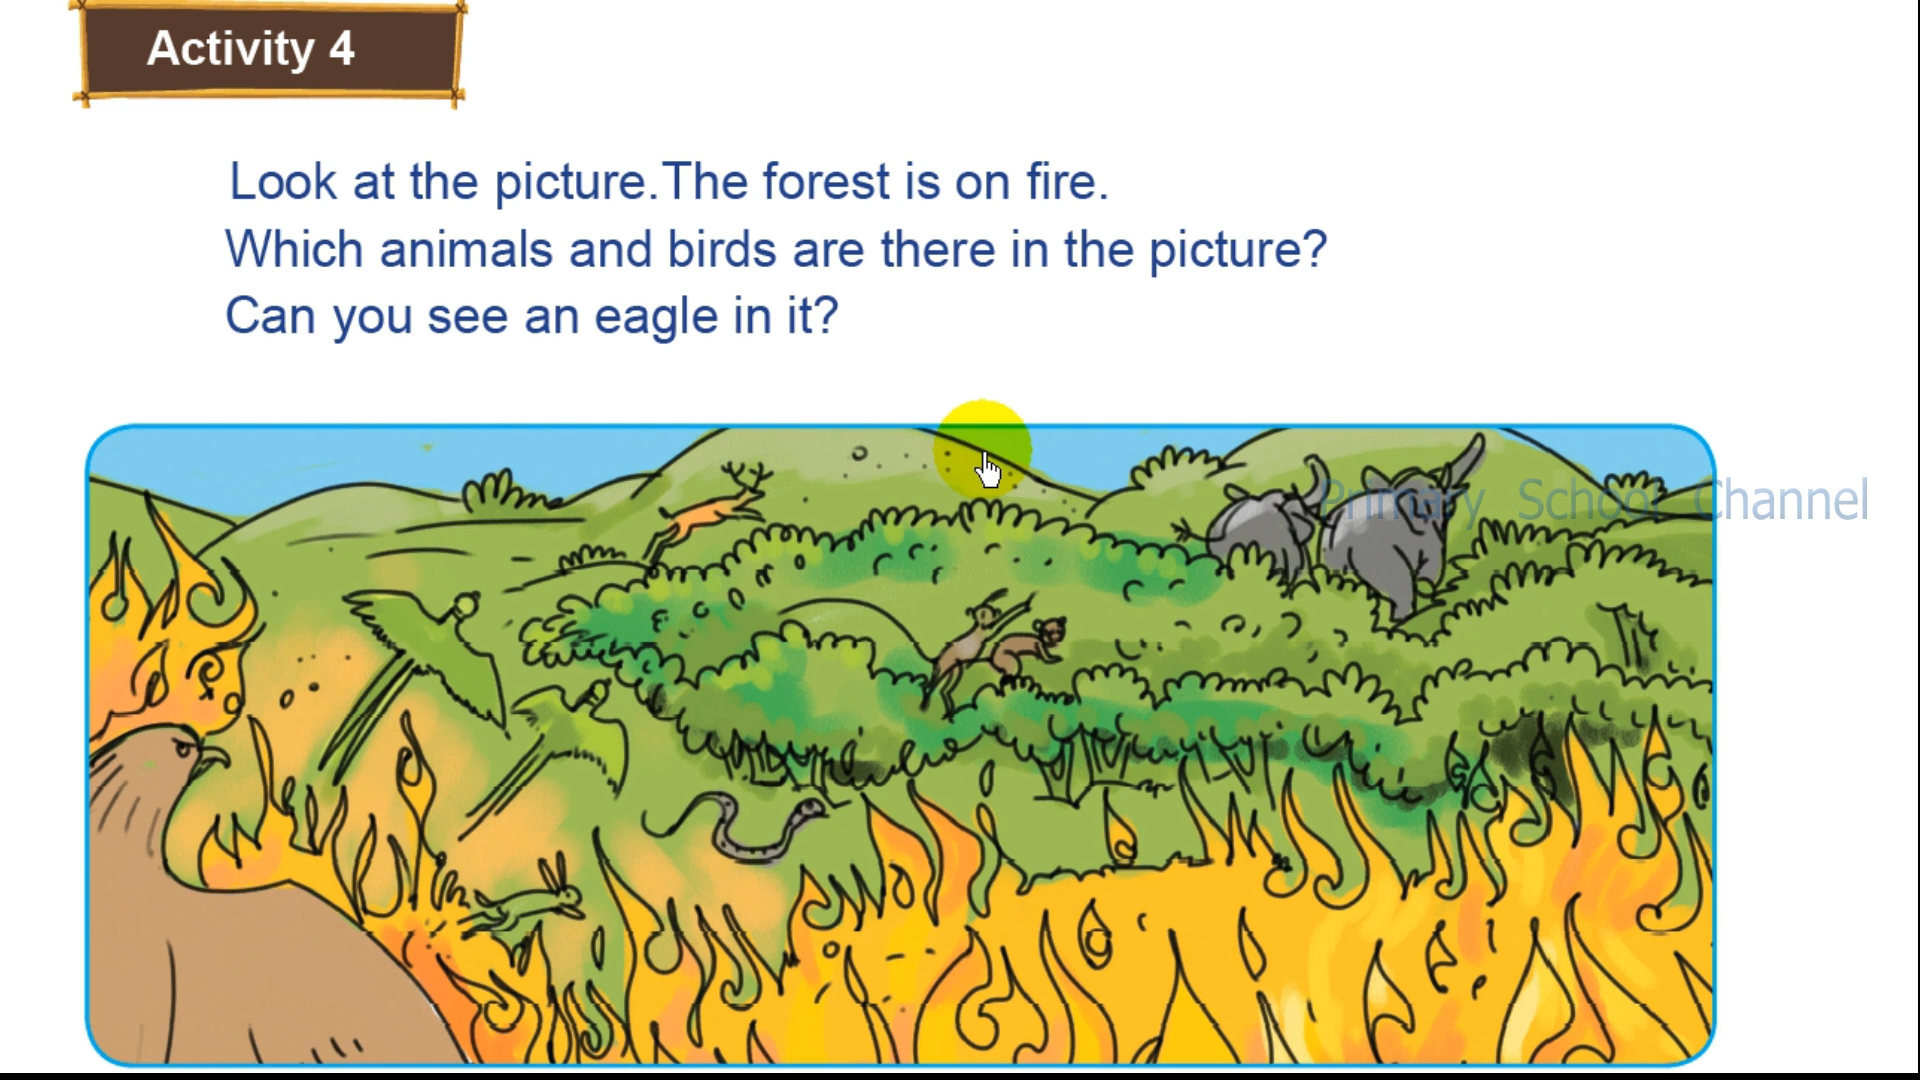 Activity 4
Look at the picture.The forest is on fire.
Which animals and birds are there in the picture?
Can you see an eagle in it?
Primary School Channel